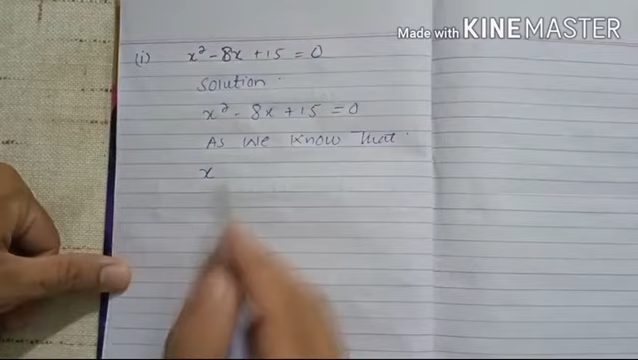 Made with KINEMASTER
(i) x² - 8x + 15 = 0
Solution
x² - 8x + 15 = 0
As We Know That
x